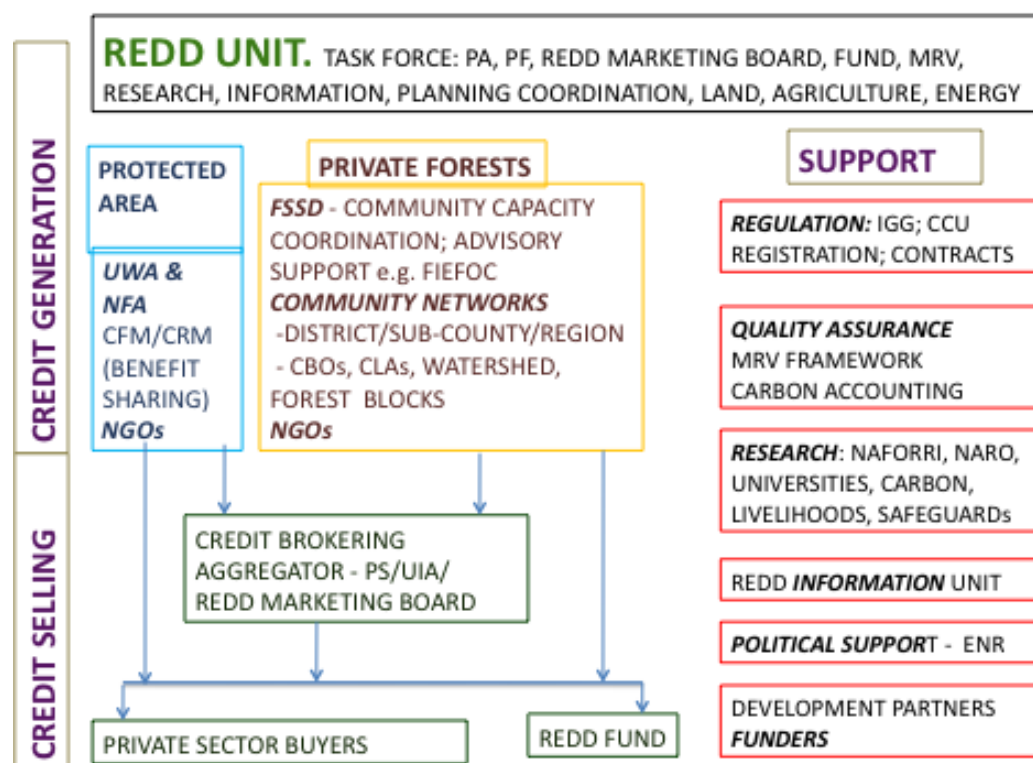 REDD UNIT. TASK FORCE: PA, PF, REDD MARKETING BOARD, FUND, MRV,
RESEARCH, INFORMATION, PLANNING COORDINATION, LAND, AGRICULTURE, ENERGY
CREDIT GENERATION
PROTECTED
AREA
UWA &
NFA
CFM/CRM
(BENEFIT
SHARING)
NGOs
PRIVATE FORESTS
FSSD - COMMUNITY CAPACITY
COORDINATION; ADVISORY
SUPPORT e.g. FIEFOC
COMMUNITY NETWORKS
-DISTRICT/SUB-COUNTY/REGION
- CBOs, CLAs, WATERSHED,
FOREST BLOCKS
NGOs
CREDIT SELLING
CREDIT BROKERING
AGGREGATOR - PS/UIA/
REDD MARKETING BOARD
PRIVATE SECTOR BUYERS
REDD FUND
SUPPORT
REGULATION: IGG; CCU
REGISTRATION; CONTRACTS
QUALITY ASSURANCE
MRV FRAMEWORK
CARBON ACCOUNTING
RESEARCH: NAFORRI, NARO,
UNIVERSITIES, CARBON,
LIVELIHOODS, SAFEGUARDs
REDD INFORMATION UNIT
POLITICAL SUPPORT - ENR
DEVELOPMENT PARTNERS
FUNDERS